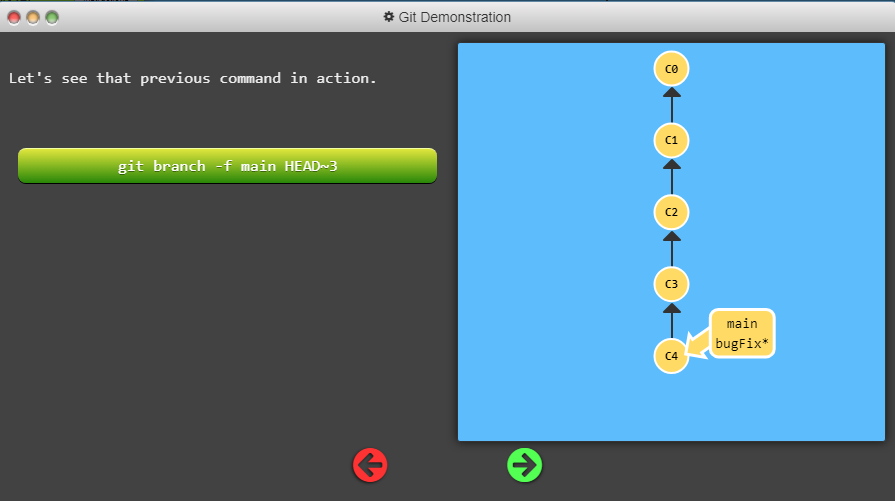 Git Demonstration
Let's see that previous command in action.
git branch -f main HEAD~3
C0
C1
C2
C3
main
bugFix*
C4